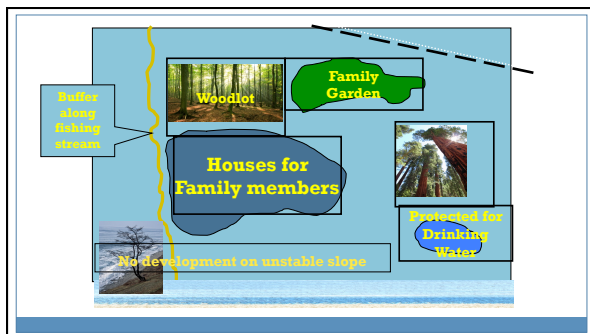 Buffer
along
fishing
stream
Woodlot
Family
Garden
Houses for
Family members
Protected for
Drinking
Water
No development on unstable slope